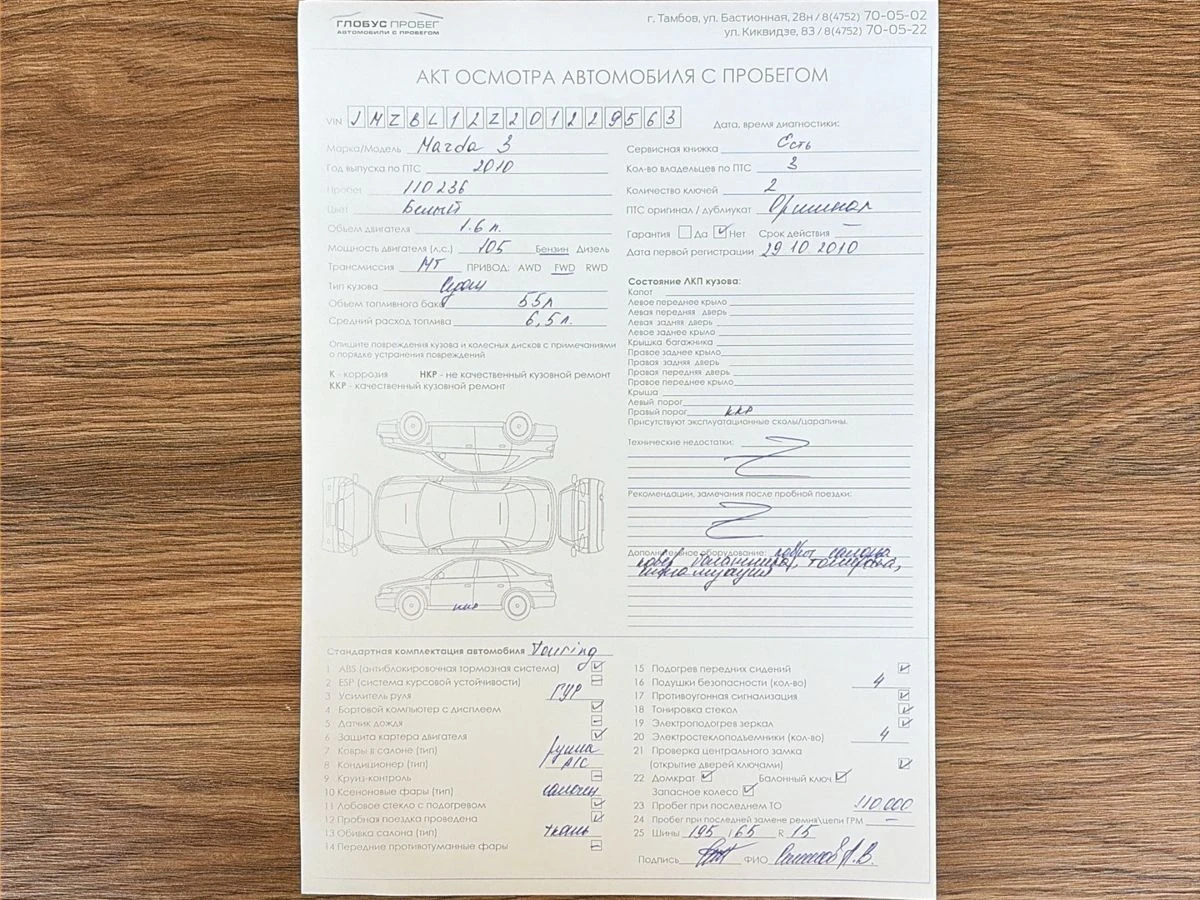 ГЛОБУС ПРОБЕГ
АВТОМОБИЛИ С ПРОБЕГОМ
г. Тамбов, ул. Бастионная, 28н / 8(4752) 70-05-02
ул. Киквидзе, 83 / 8(4752) 70-05-22
АКТ ОСМОТРА АВТОМОБИЛЯ С ПРОБЕГОМ
VIN JMZBL12Z201229563
Марка/Модель Mazda 3
Год выпуска по ПТС 2010
Пробег 110236
Цвет Белый
Объем двигателя 1.6 л.
Мощность двигателя (л.с.) 105 Бензин Дизель
Трансмиссия МТ ПРИВОД: AWD FWD RWD
Тип кузова Седан
Объем топливного бака 55л
Средний расход топлива 6,5л.
Опишите повреждения кузова и колесных дисков с примечаниями
о порядке устранения повреждений
К - коррозия НКР - не качественный кузовной ремонт
ККР - качественный кузовной ремонт
ККР
Дата, время диагностики:
Сервисная книжка Есть
Кол-во владельцев по ПТС 3
Количество ключей 2
ПТС оригинал / дубликат Оригинал
Гарантия Да Нет Срок действия —
Дата первой регистрации 29.10.2010
Состояние ЛКП кузова:
Капот
Левое переднее крыло
Левая передняя дверь
Левая задняя дверь
Левое заднее крыло
Крышка багажника
Правое заднее крыло
Правая задняя дверь
Правая передняя дверь
Правое переднее крыло
Крыша
Левый порог
Правый порог ККР
Присутствуют эксплуатационные сколы/царапины.
Технические недостатки:
Рекомендации, замечания после пробной поездки:
Дополнительное оборудование: ковры салона
ковер багажника, тонировка,
Стандартная комплектация автомобиля Touring
1 ABS (антиблокировочная тормозная система)
2 ESP (система курсовой устойчивости)
3 Усилитель руля ГУР
4 Бортовой компьютер с дисплеем
5 Датчик дождя
6 Защита картера двигателя
7 Ковры в салоне (тип) резина
8 Кондиционер (тип) A/C
9 Круиз-контроль
10 Ксеноновые фары (тип) галоген
11 Лобовое стекло с подогревом
12 Пробная поездка проведена
13 Обивка салона (тип) ткань
14 Передние противотуманные фары
15 Подогрев передних сидений
16 Подушки безопасности (кол-во) 4
17 Противоугонная сигнализация
18 Тонировка стекол
19 Электроподогрев зеркал
20 Электростеклоподъемники (кол-во) 4
21 Проверка центрального замка
(открытие дверей ключами)
22 Домкрат Балонный ключ
Запасное колесо
23 Пробег при последнем ТО 110.000
24 Пробег при последней замене ремня/цепи ГРМ —
25 Шины 195 / 65 R 15
Подпись ФИО